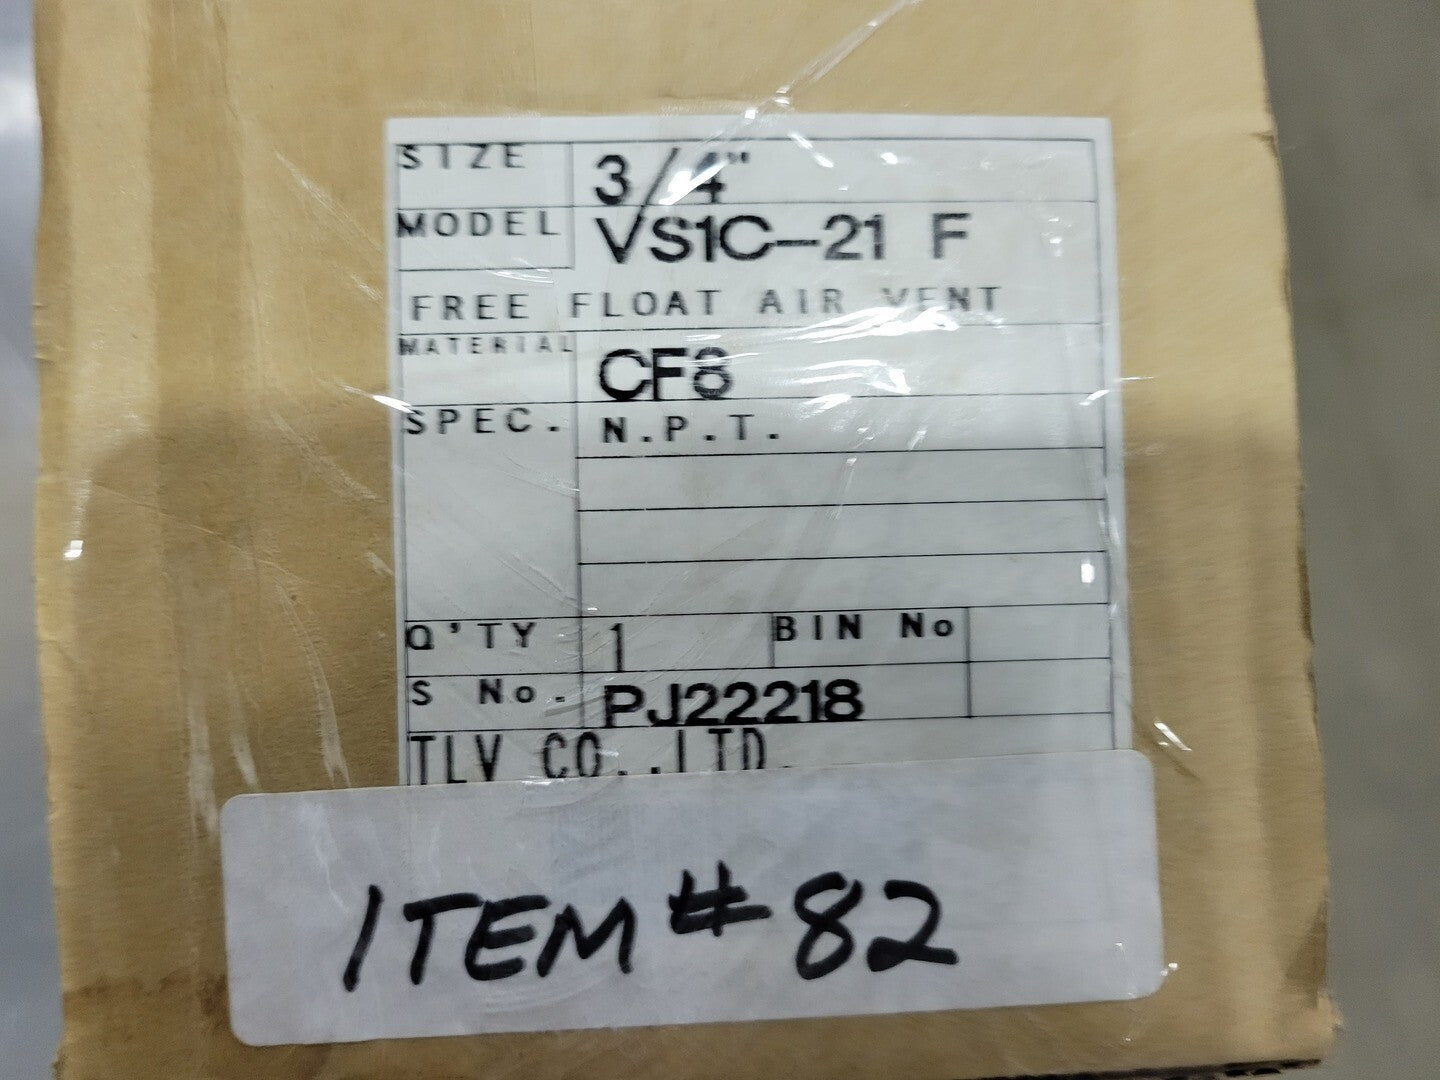 SIZE 3/4"
MODEL VS1C-21 F
FREE FLOAT AIR VENT
MATERIAL CF8
SPEC. N.P.T.
Q'TY 1 BIN No
S No. PJ22218
TLV CO.,LTD.
ITEM # 82